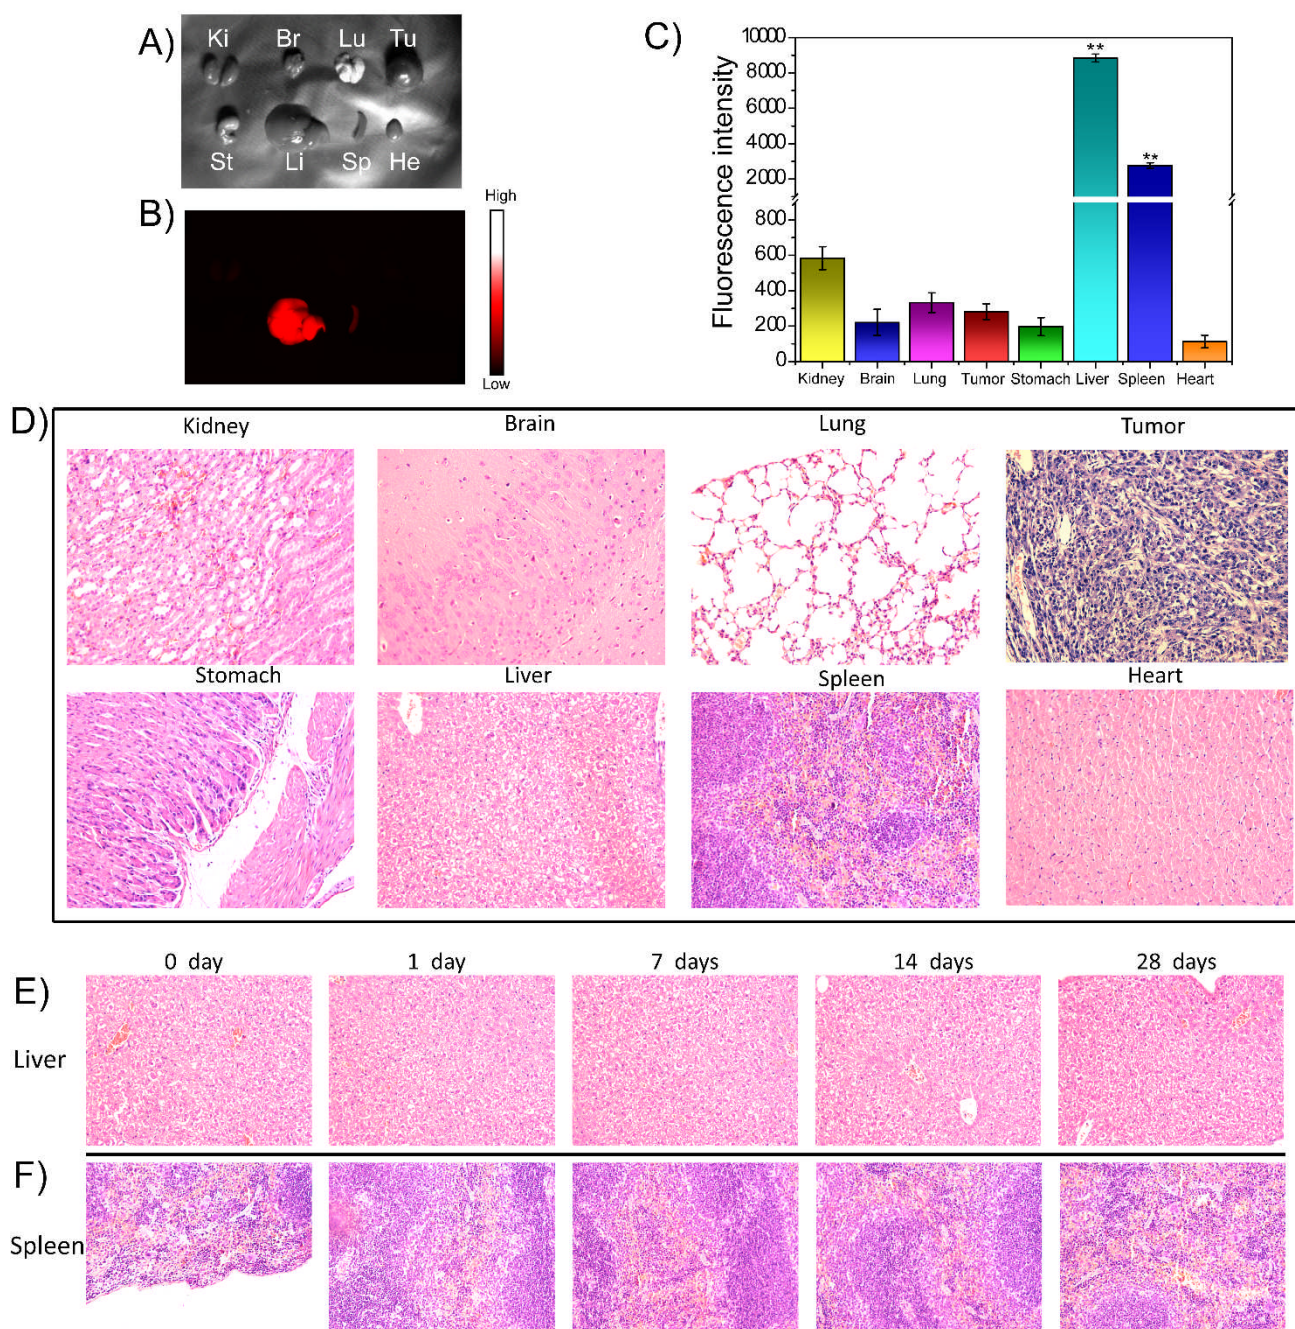 A)
Ki Br Lu Tu
St Li Sp He
B)
High
Low
C)
Fluorescence intensity
10000
8000
6000
4000
2000
800
600
400
200
0
** **
Kidney Brain Lung Tumor Stomach Liver Spleen Heart
D)
Kidney Brain Lung Tumor
Stomach Liver Spleen Heart
0 day 1 day 7 days 14 days 28 days
E)
Liver
F)
Spleen